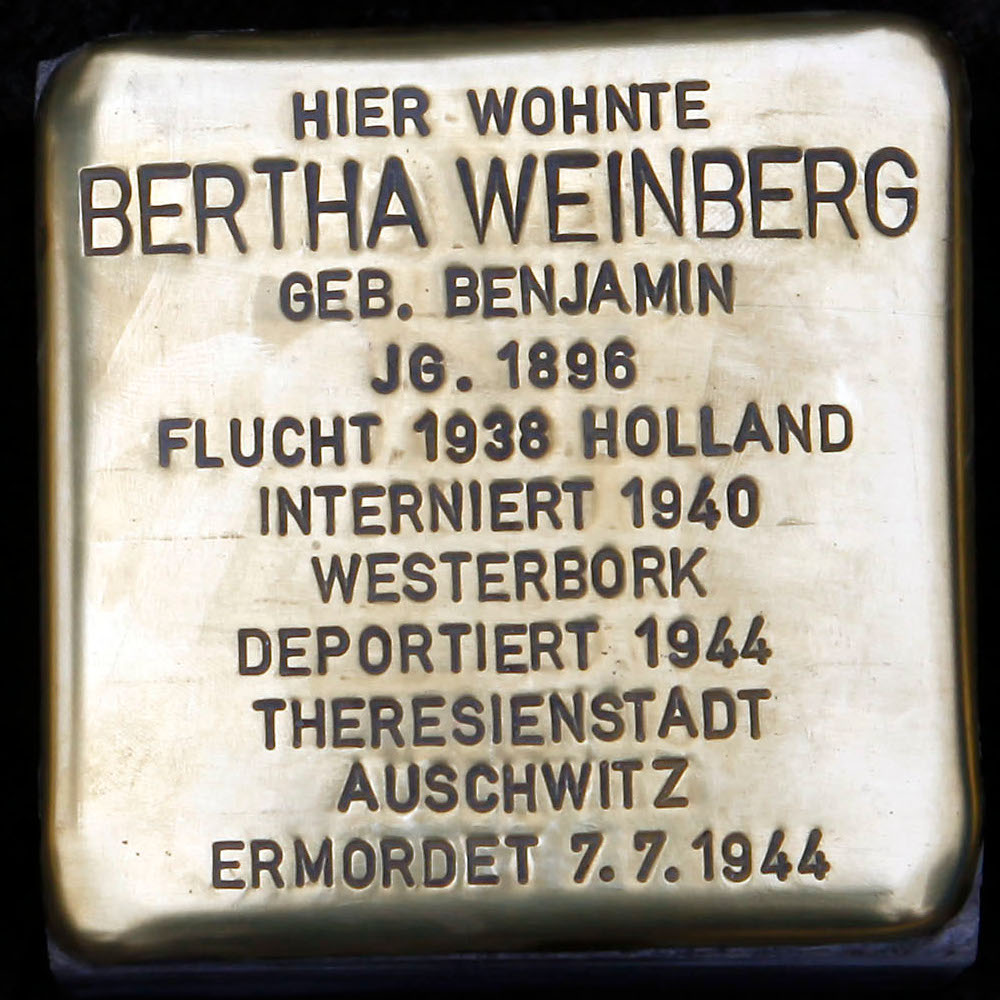 HIER WOHNTE
BERTHA WEINBERG
GEB. BENJAMIN
JG. 1896
FLUCHT 1938 HOLLAND
INTERNIERT 1940
WESTERBORK
DEPORTIERT 1944
THERESIENSTADT
AUSCHWITZ
ERMORDET 7.7.1944